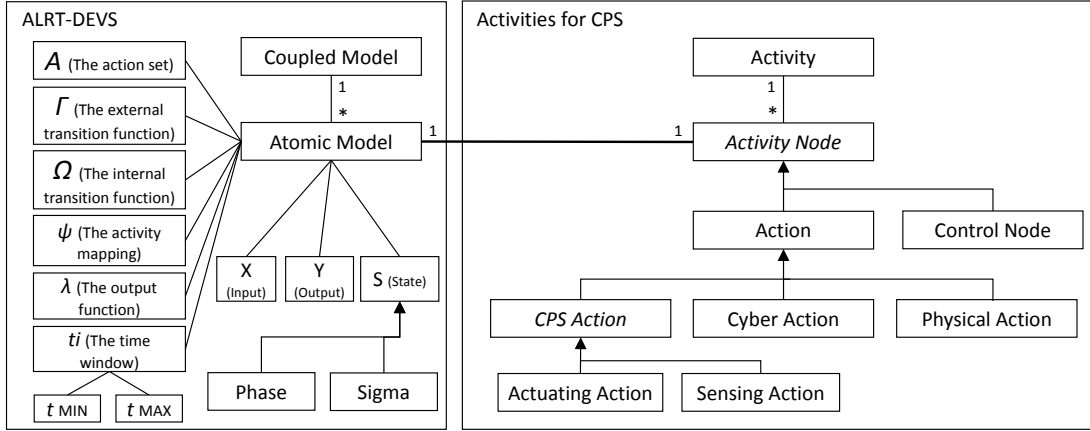 ALRT-DEVS
A (The action set)
Γ (The external
transition function)
Ω (The internal
transition function)
ψ (The activity
mapping)
λ (The output
function)
ti (The time
window)
t MIN
t MAX
Coupled Model
1
*
Atomic Model
1
X
(Input)
Y
(Output)
S (State)
Phase
Sigma
Activities for CPS
Activity
1
*
1
Activity Node
Action
Control Node
CPS Action
Cyber Action
Physical Action
Actuating Action
Sensing Action